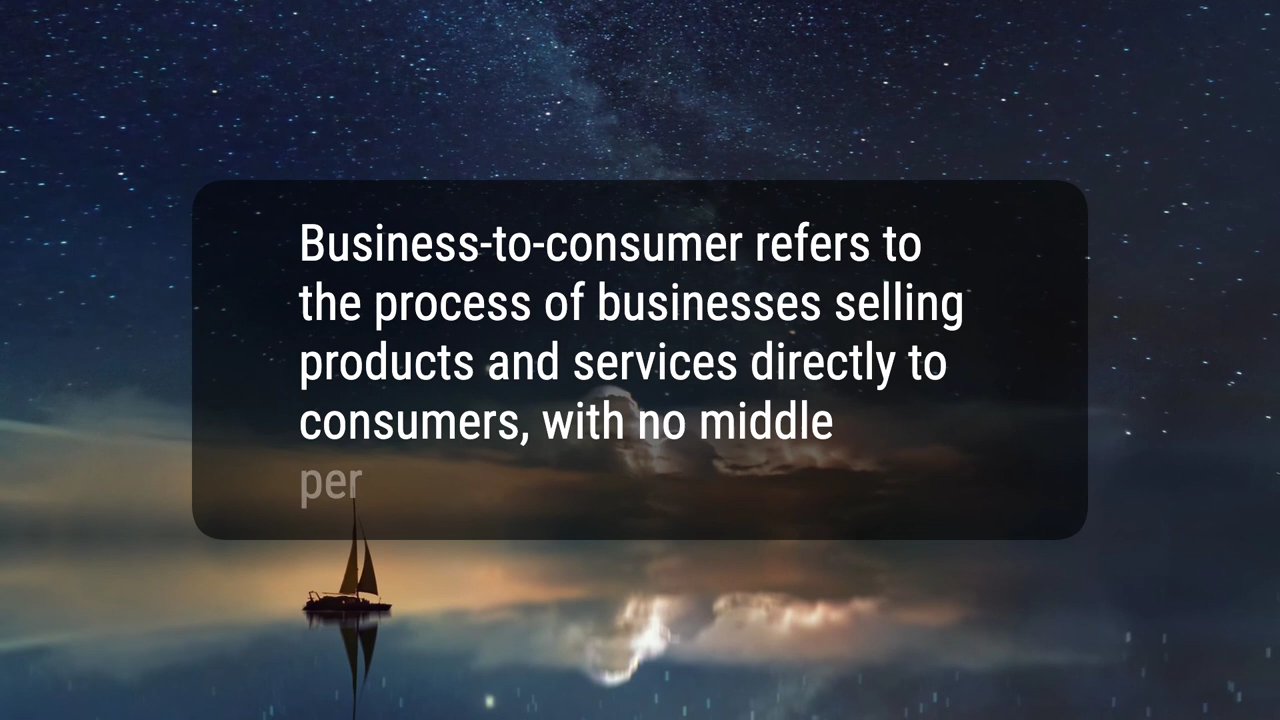 Business-to-consumer refers to
the process of businesses selling
products and services directly to
consumers, with no middle
per